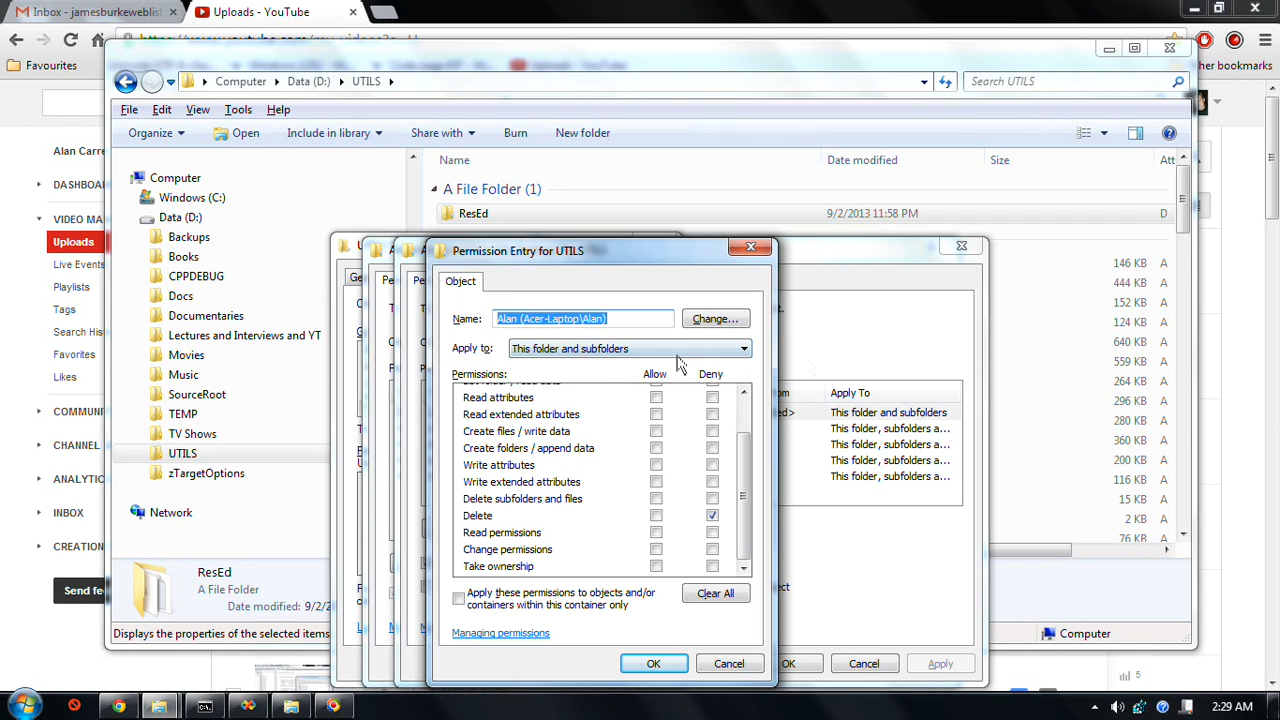 Inbox - jamesburkeweblist
Uploads - YouTube
Favourites
her bookmarks
Computer
Data (D:)
UTILS
Search UTILS
File
Edit
View
Tools
Help
Organize
Open
Include in library
Share with
Burn
New folder
Name
Date modified
Size
Att
A File Folder (1)
ResEd
9/2/2013 11:58 PM
D
Computer
Windows (C:)
Data (D:)
Backups
Books
CPPDEBUG
Docs
Documentaries
Lectures and Interviews and YT
Movies
Music
SourceRoot
TEMP
TV Shows
UTILS
zTargetOptions
Network
Alan Carre
DASHBOA
VIDEO MA
Uploads
Live Events
Playlists
Tags
Search Hist
Likes
COMMUN
CHANNEL
ANALYTIC
INBOX
CREATION
Send fe
146 KB A
444 KB A
152 KB A
124 KB A
640 KB A
559 KB A
381 KB A
264 KB A
296 KB A
280 KB A
360 KB A
200 KB A
116 KB A
15 KB A
2 KB A
76 KB A
Permission Entry for UTILS
Object
Name:
Alan (Acer-Laptop\Alan)
Change...
Apply to:
This folder and subfolders
Permissions:
Allow
Deny
Read attributes
Read extended attributes
Create files / write data
Create folders / append data
Write attributes
Write extended attributes
Delete subfolders and files
Delete
Read permissions
Change permissions
Take ownership
Apply these permissions to objects and/or
containers within this container only
Clear All
Managing permissions
OK
Cancel
Apply To
This folder and subfolders
This folder, subfolders a...
This folder, subfolders a...
This folder, subfolders a...
This folder, subfolders a...
OK
Cancel
Apply
ResEd
A File Folder
Date modified: 9/2/2
Displays the properties of the selected items
Computer
5
2:29 AM